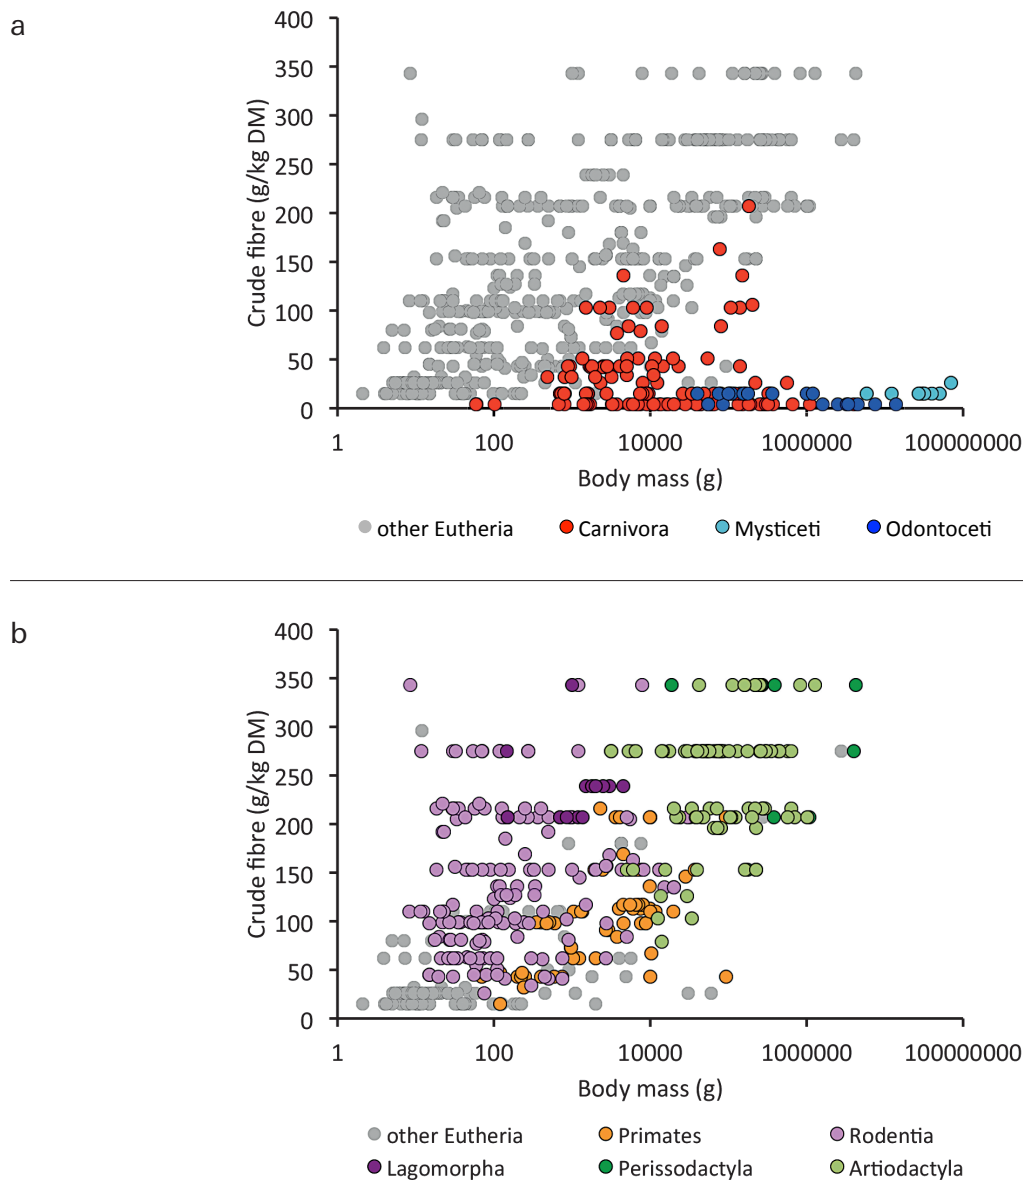 a
400
350
300
250
200
150
100
50
0
Crude fibre (g/kg DM)
1 100 10000 1000000 100000000
Body mass (g)
other Eutheria Carnivora Mysticeti Odontoceti
b
400
350
300
250
200
150
100
50
0
Crude fibre (g/kg DM)
1 100 10000 1000000 100000000
Body mass (g)
other Eutheria Primates Rodentia
Lagomorpha Perissodactyla Artiodactyla